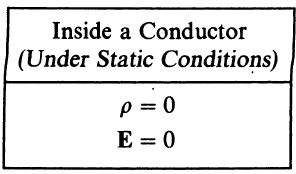 Inside a Conductor
(Under Static Conditions)
ρ = 0
E = 0